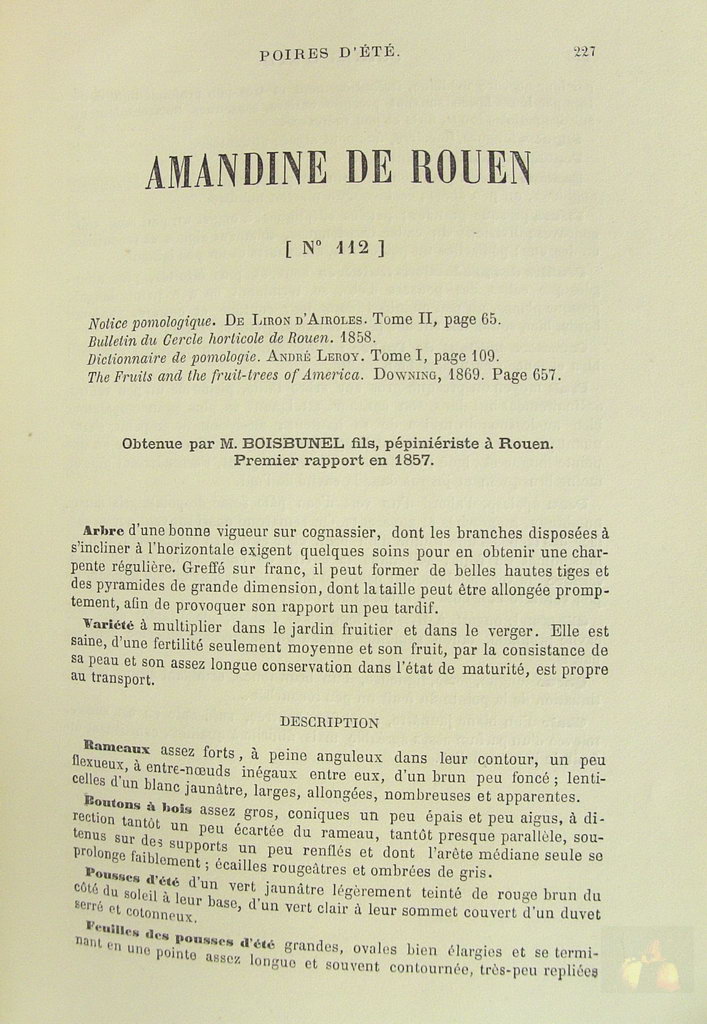 POIRES D'ÉTÉ. 227
AMANDINE DE ROUEN
[ N° 112 ]
Notice pomologique. DE LIRON D'AIROLES. Tome II, page 65.
Bulletin du Cercle horticole de Rouen. 1858.
Dictionnaire de pomologie. ANDRÉ LEROY. Tome I, page 109.
The Fruits and the fruit-trees of America. DOWNING, 1869. Page 657.
Obtenue par M. BOISBUNEL fils, pépiniériste à Rouen.
Premier rapport en 1857.
Arbre d'une bonne vigueur sur cognassier, dont les branches disposées à
s'incliner à l'horizontale exigent quelques soins pour en obtenir une char-
pente régulière. Greffé sur franc, il peut former de belles hautes tiges et
des pyramides de grande dimension, dont la taille peut être allongée promp-
tement, afin de provoquer son rapport un peu tardif.
Variété à multiplier dans le jardin fruitier et dans le verger. Elle est
saine, d'une fertilité seulement moyenne et son fruit, par la consistance de
sa peau et son assez longue conservation dans l'état de maturité, est propre
au transport.
DESCRIPTION
Rameaux assez forts, à peine anguleux dans leur contour, un peu
flexueux, à entre-nœuds inégaux entre eux, d'un brun peu foncé ; lenti-
celles d'un blanc jaunâtre, larges, allongées, nombreuses et apparentes.
Boutons à bois assez gros, coniques un peu épais et peu aigus, à di-
rection tantôt un peu écartée du rameau, tantôt presque parallèle, sou-
tenus sur des supports un peu renflés et dont l'arête médiane seule se
prolonge faiblement ; écailles rougeâtres et ombrées de gris.
Pousses d'été d'un vert jaunâtre légèrement teinté de rouge brun du
côté du soleil à leur base, d'un vert clair à leur sommet couvert d'un duvet
serré et cotonneux.
Feuilles des pousses d'été grandes, ovales bien élargies et se termi-
nant en une pointe assez longue et souvent contournée, très-peu repliées